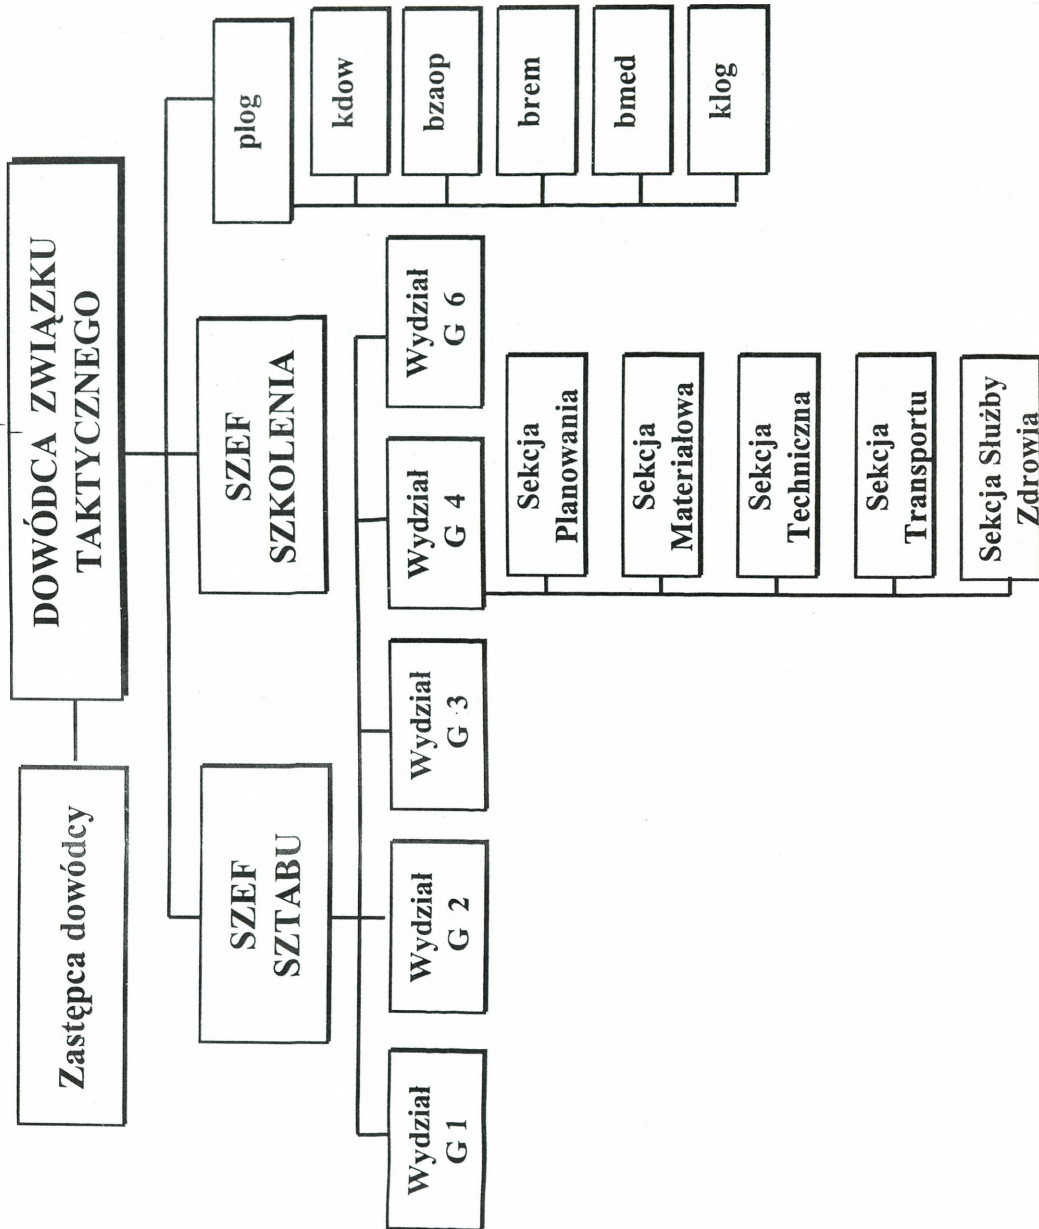 DOWÓDCA ZWIĄZKU
TAKTYCZNEGO
Zastępca dowódcy
SZEF
SZTABU
SZEF
SZKOLENIA
plog
kdow
bzaop
brem
bmed
klog
Wydział
G 1
Wydział
G 2
Wydział
G 3
Wydział
G 4
Wydział
G 6
Sekcja
Planowania
Sekcja
Materiałowa
Sekcja
Techniczna
Sekcja
Transportu
Sekcja Służby
Zdrowia